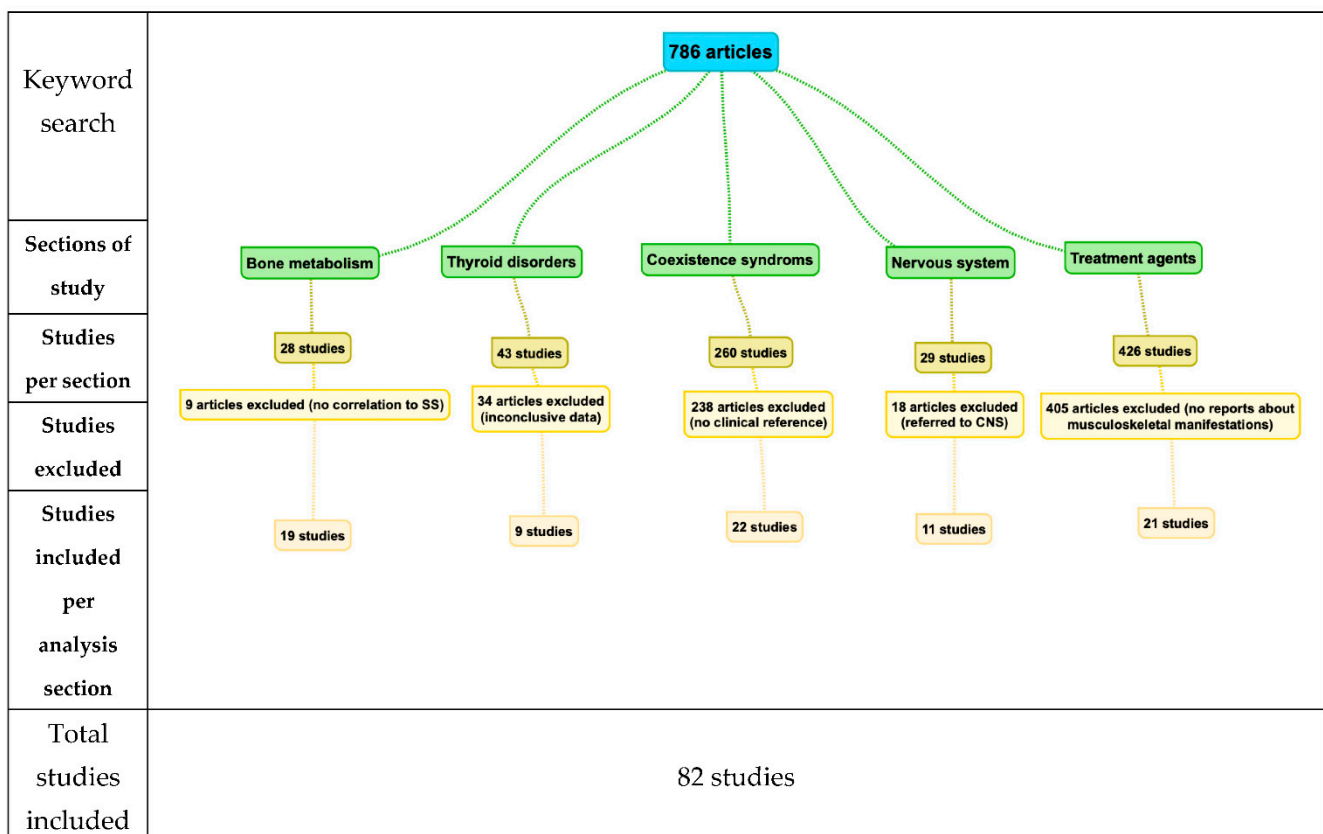 Keyword
search
786 articles
Sections of
study
Bone metabolism
Thyroid disorders
Coexistence syndroms
Nervous system
Treatment agents
Studies
per section
28 studies
43 studies
260 studies
29 studies
426 studies
Studies
excluded
9 articles excluded (no correlation to SS)
34 articles excluded
(inconclusive data)
238 articles excluded
(no clinical reference)
18 articles excluded
(referred to CNS)
405 articles excluded (no reports about
musculoskeletal manifestations)
Studies
included
per
analysis
section
19 studies
9 studies
22 studies
11 studies
21 studies
Total
studies
included
82 studies